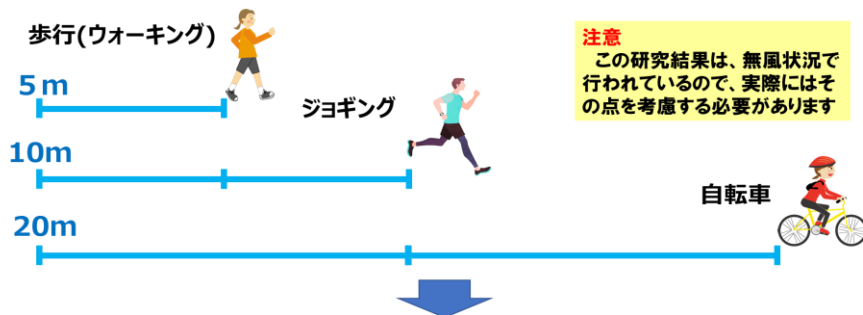 歩行(ウォーキング)
5m
ジョギング
10m
自転車
20m
注意
この研究結果は、無風状況で
行われているので、実際にはそ
の点を考慮する必要があります